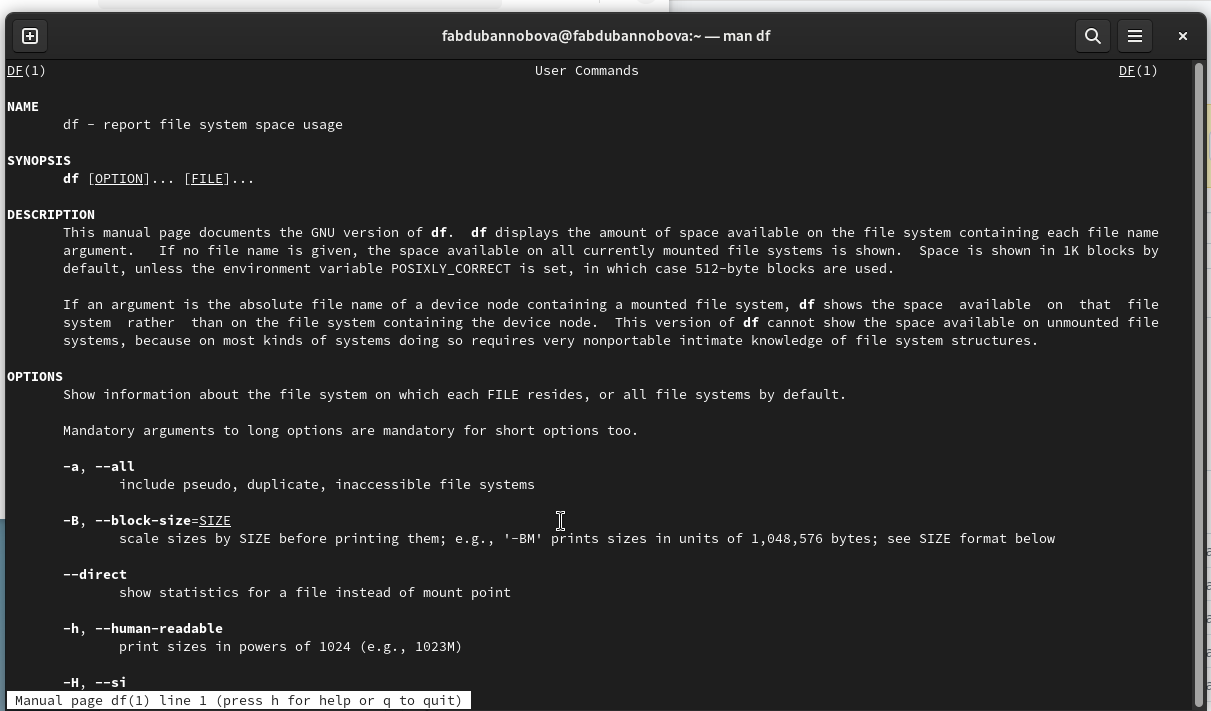 fabdubannobova@fabdubannobova:~ — man df
DF(1) User Commands DF(1)
NAME
df - report file system space usage
SYNOPSIS
df [OPTION]... [FILE]...
DESCRIPTION
This manual page documents the GNU version of df. df displays the amount of space available on the file system containing each file name
argument. If no file name is given, the space available on all currently mounted file systems is shown. Space is shown in 1K blocks by
default, unless the environment variable POSIXLY_CORRECT is set, in which case 512-byte blocks are used.
If an argument is the absolute file name of a device node containing a mounted file system, df shows the space available on that file
system rather than on the file system containing the device node. This version of df cannot show the space available on unmounted file
systems, because on most kinds of systems doing so requires very nonportable intimate knowledge of file system structures.
OPTIONS
Show information about the file system on which each FILE resides, or all file systems by default.
Mandatory arguments to long options are mandatory for short options too.
-a, --all
include pseudo, duplicate, inaccessible file systems
-B, --block-size=SIZE
scale sizes by SIZE before printing them; e.g., '-BM' prints sizes in units of 1,048,576 bytes; see SIZE format below
--direct
show statistics for a file instead of mount point
-h, --human-readable
print sizes in powers of 1024 (e.g., 1023M)
-H, --si
Manual page df(1) line 1 (press h for help or q to quit)